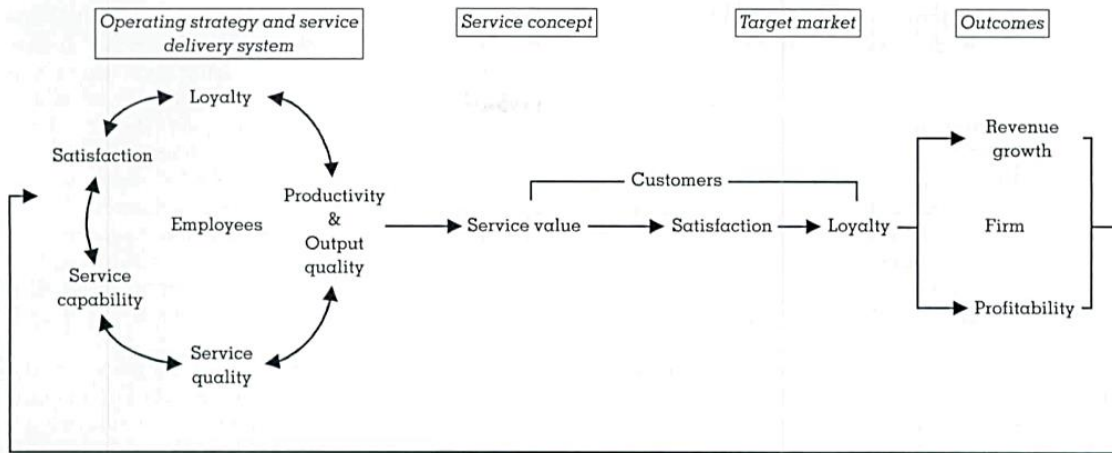 Operating strategy and service
delivery system
Service concept
Target market
Outcomes
Loyalty
Satisfaction
Employees
Productivity
&
Output
quality
Service
capability
Service
quality
Customers
Service value
Satisfaction
Loyalty
Revenue
growth
Firm
Profitability